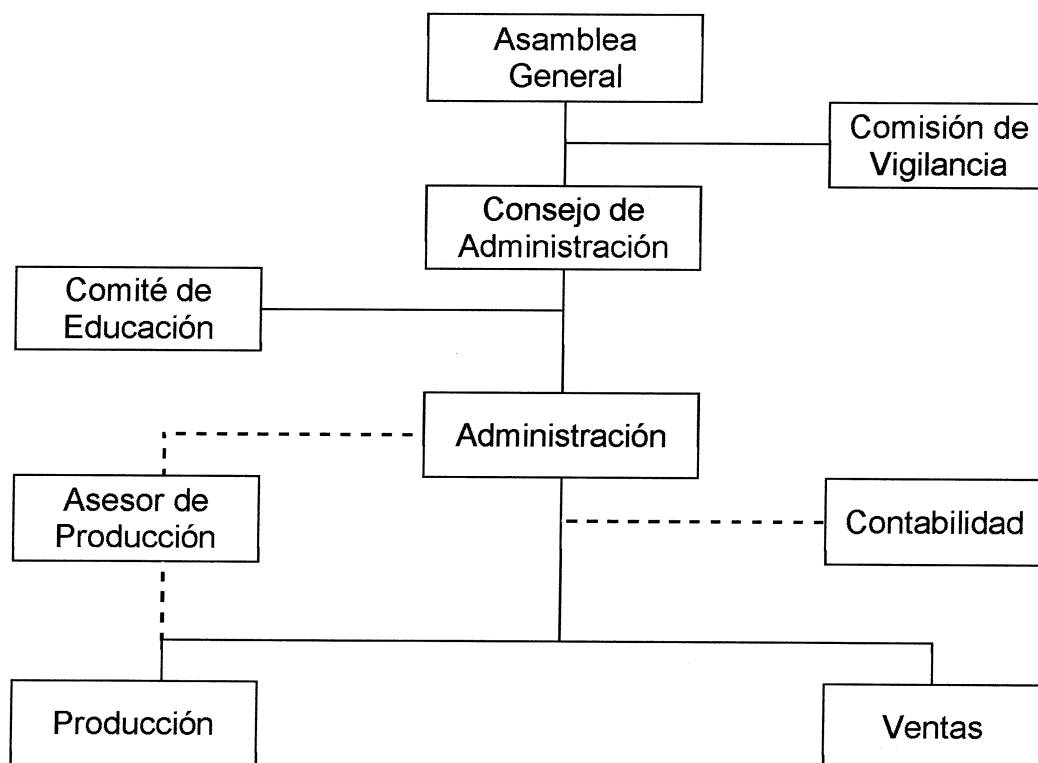 Asamblea
General
Comisión de
Vigilancia
Consejo de
Administración
Comité de
Educación
Administración
Asesor de
Producción
Contabilidad
Producción
Ventas